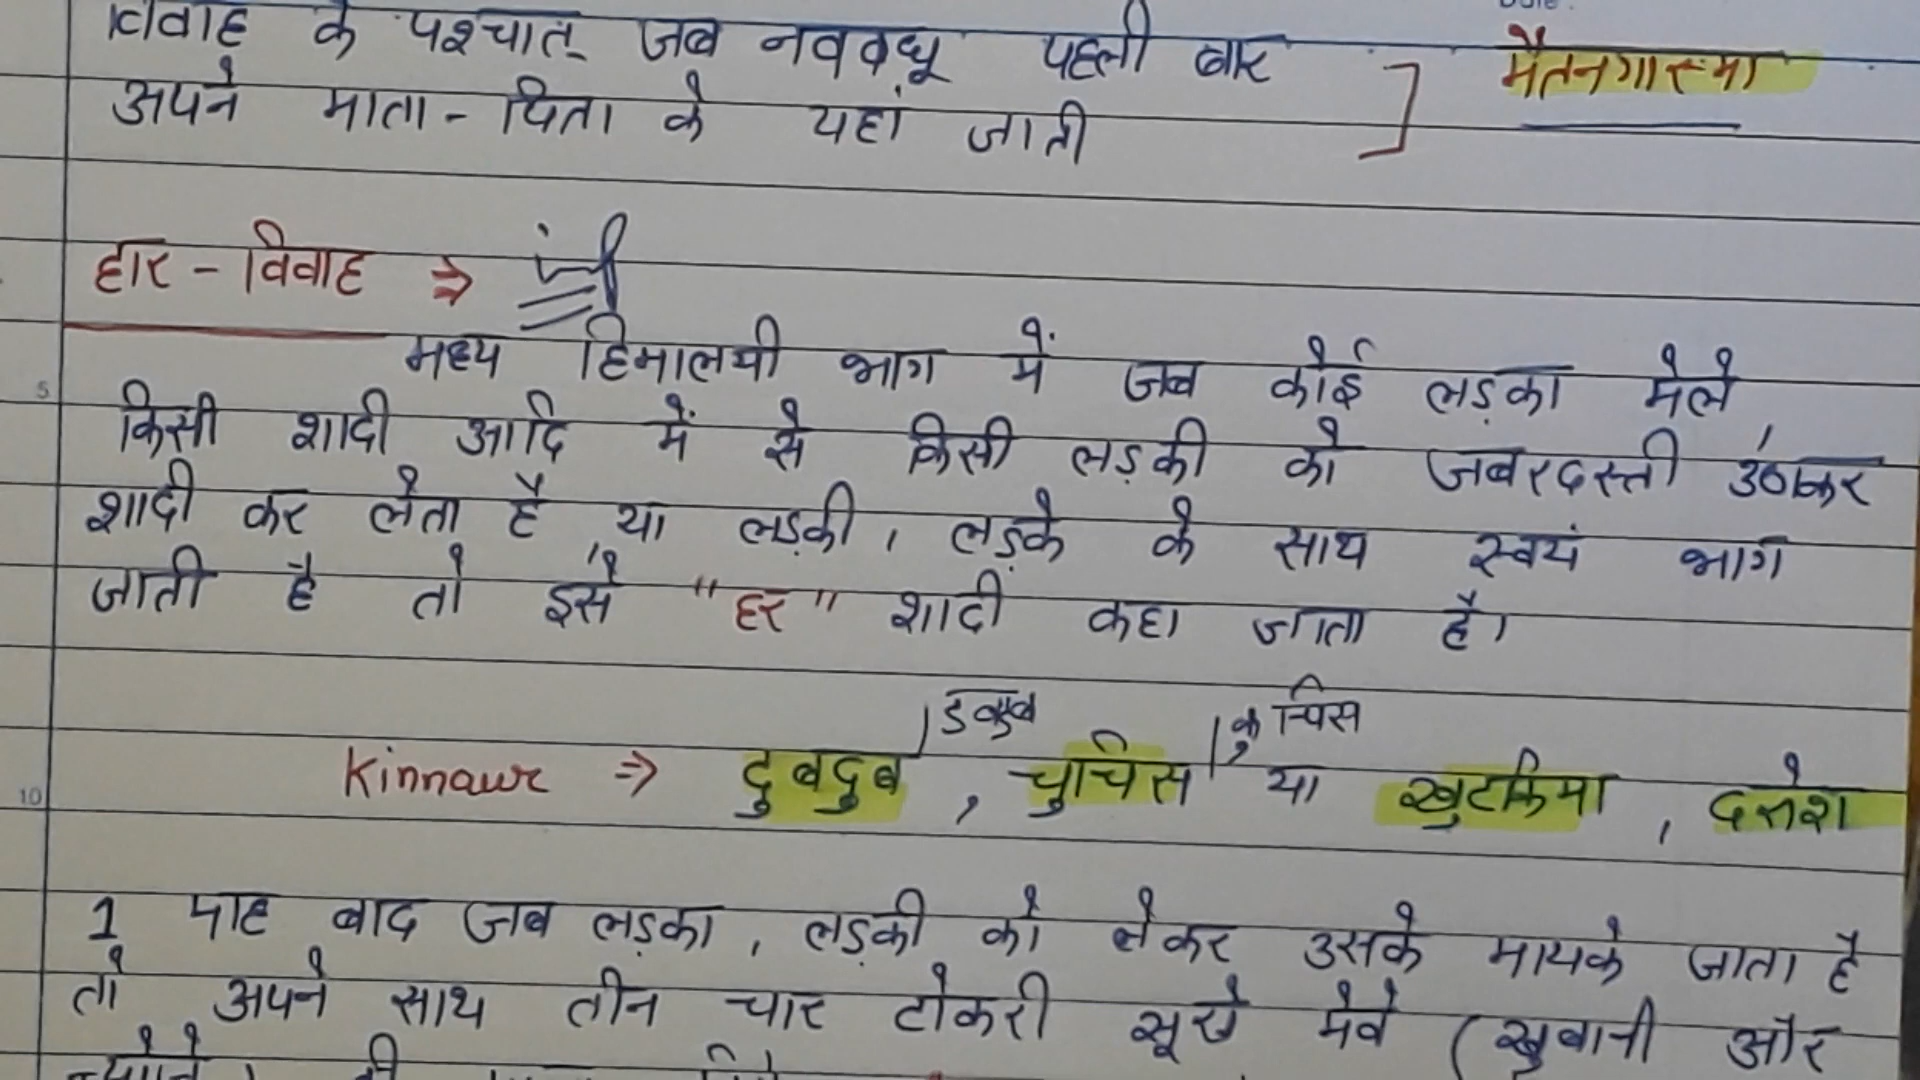 विवाह के पश्चात् जब नववधू पहली बार
अपने माता - पिता के यहां जाती
मैतनगास्मा
हार - विवाह ⇒
मध्य हिमालयी भाग में जब कोई लड़का मेले,
किसी शादी आदि में से किसी लड़की को जबरदस्ती उठाकर
शादी कर लेता है या लड़की, लड़के के साथ स्वयं भाग
जाती है तो इसे "हर" शादी कहा जाता है।
डबडब कुचिस
Kinnaur ⇒ दुबदुब, चुचिस या खुटकिमा,
1 माह बाद जब लड़का, लड़की को लेकर उसके मायके जाता है
तो अपने साथ तीन चार टोकरी सूखे मेवे (खुबानी और